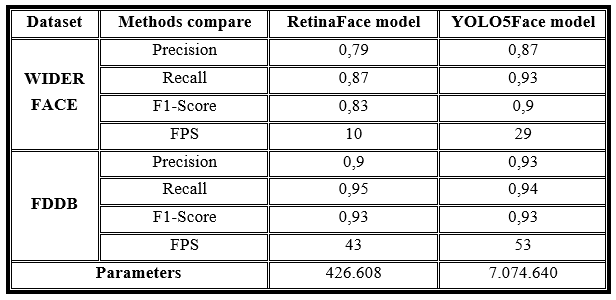 Dataset Methods compare RetinaFace model YOLO5Face model
WIDER FACE Precision 0,79 0,87
Recall 0,87 0,93
F1-Score 0,83 0,9
FPS 10 29
FDDB Precision 0,9 0,93
Recall 0,95 0,94
F1-Score 0,93 0,93
FPS 43 53
Parameters 426.608 7.074.640